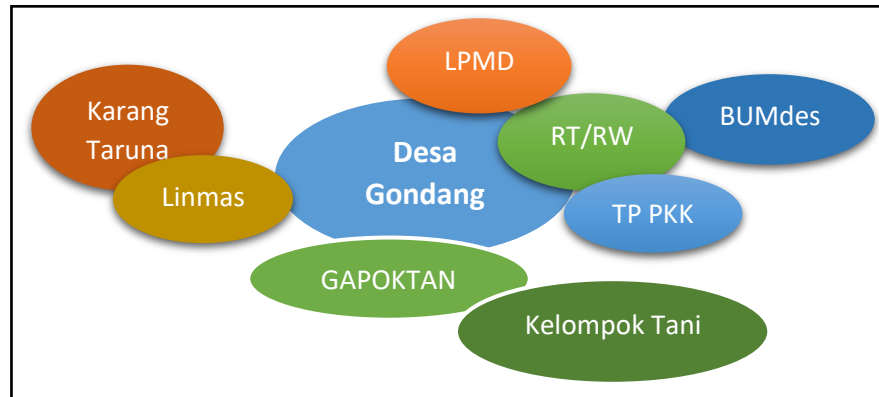 LPMD
Karang
Taruna
BUMdes
RT/RW
Desa
Gondang
Linmas
TP PKK
GAPOKTAN
Kelompok Tani